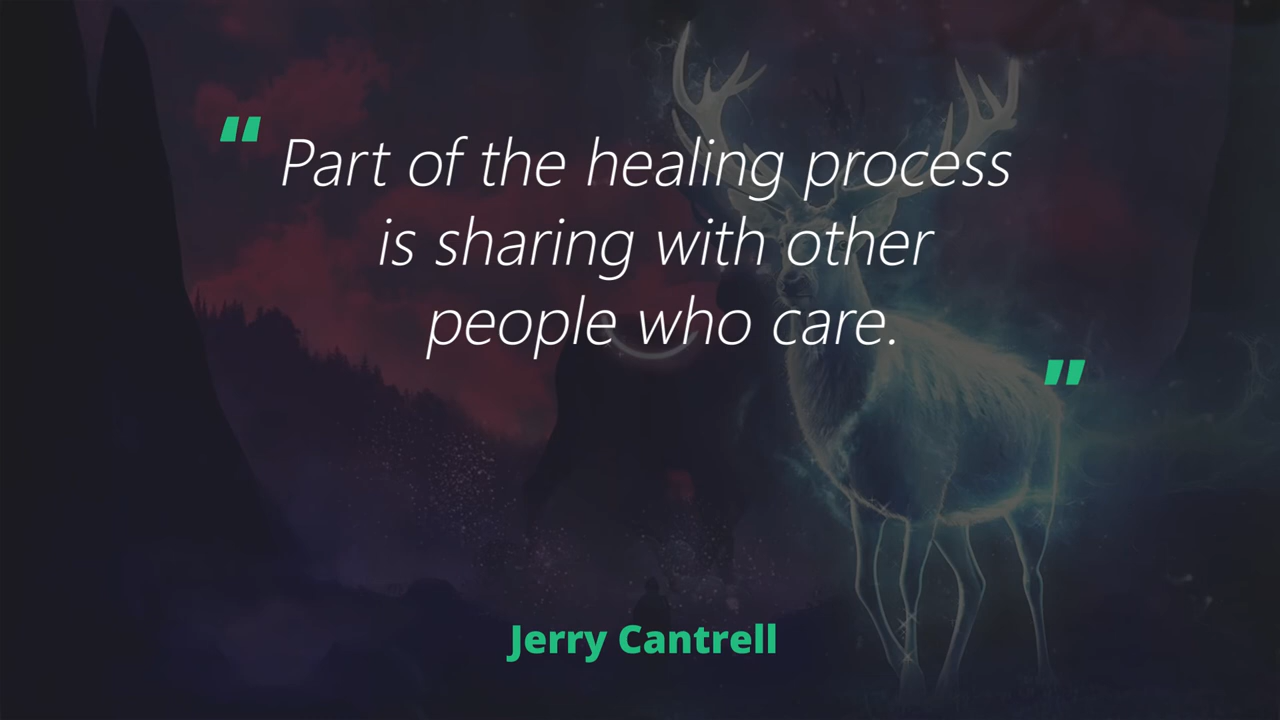 " Part of the healing process
is sharing with other
people who care.
"
Jerry Cantrell